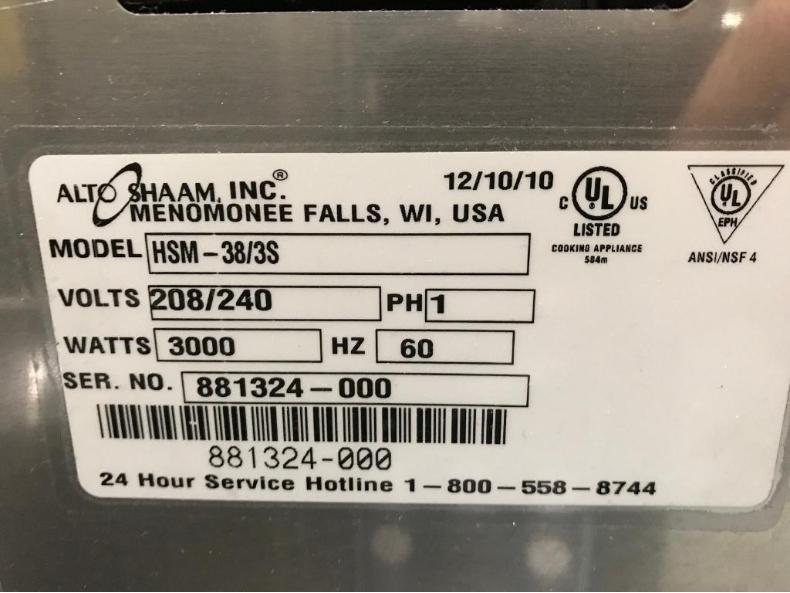 ALTO SHAAM, INC.® 12/10/10
MENOMONEE FALLS, WI, USA
C UL ® US
LISTED
COOKING APPLIANCE
584m
CLASSIFIED
UL
EPH
ANSI/NSF 4
MODEL HSM-38/3S
VOLTS 208/240 PH 1
WATTS 3000 HZ 60
SER. NO. 881324-000
881324-000
24 Hour Service Hotline 1-800-558-8744